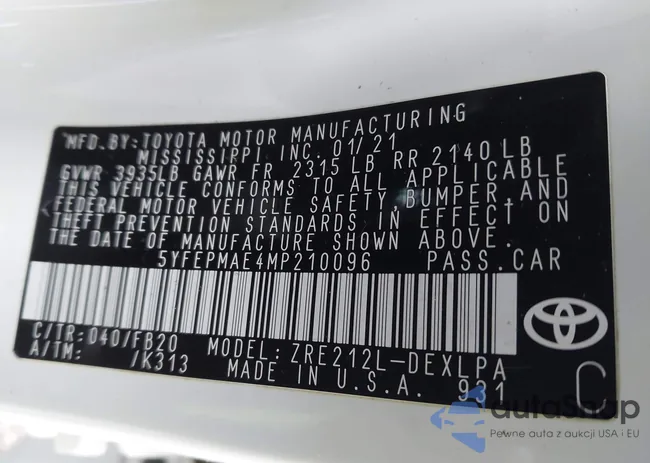 MFD. BY: TOYOTA MOTOR MANUFACTURING
MISSISSIPPI INC. 01/21
GVWR 3935LB GAWR FR 2315 LB RR 2140 LB
THIS VEHICLE CONFORMS TO ALL APPLICABLE
FEDERAL MOTOR VEHICLE SAFETY, BUMPER, AND
THEFT PREVENTION STANDARDS IN EFFECT ON
THE DATE OF MANUFACTURE SHOWN ABOVE.
5YFEPMAE4MP210096 PASS.CAR
C/TR: 040/FB20 MODEL: ZRE212L-DEXLPA
A/TM: /K313 MADE IN U.S.A. 931
C
autoSnap
Pewne auta z aukcji USA i EU